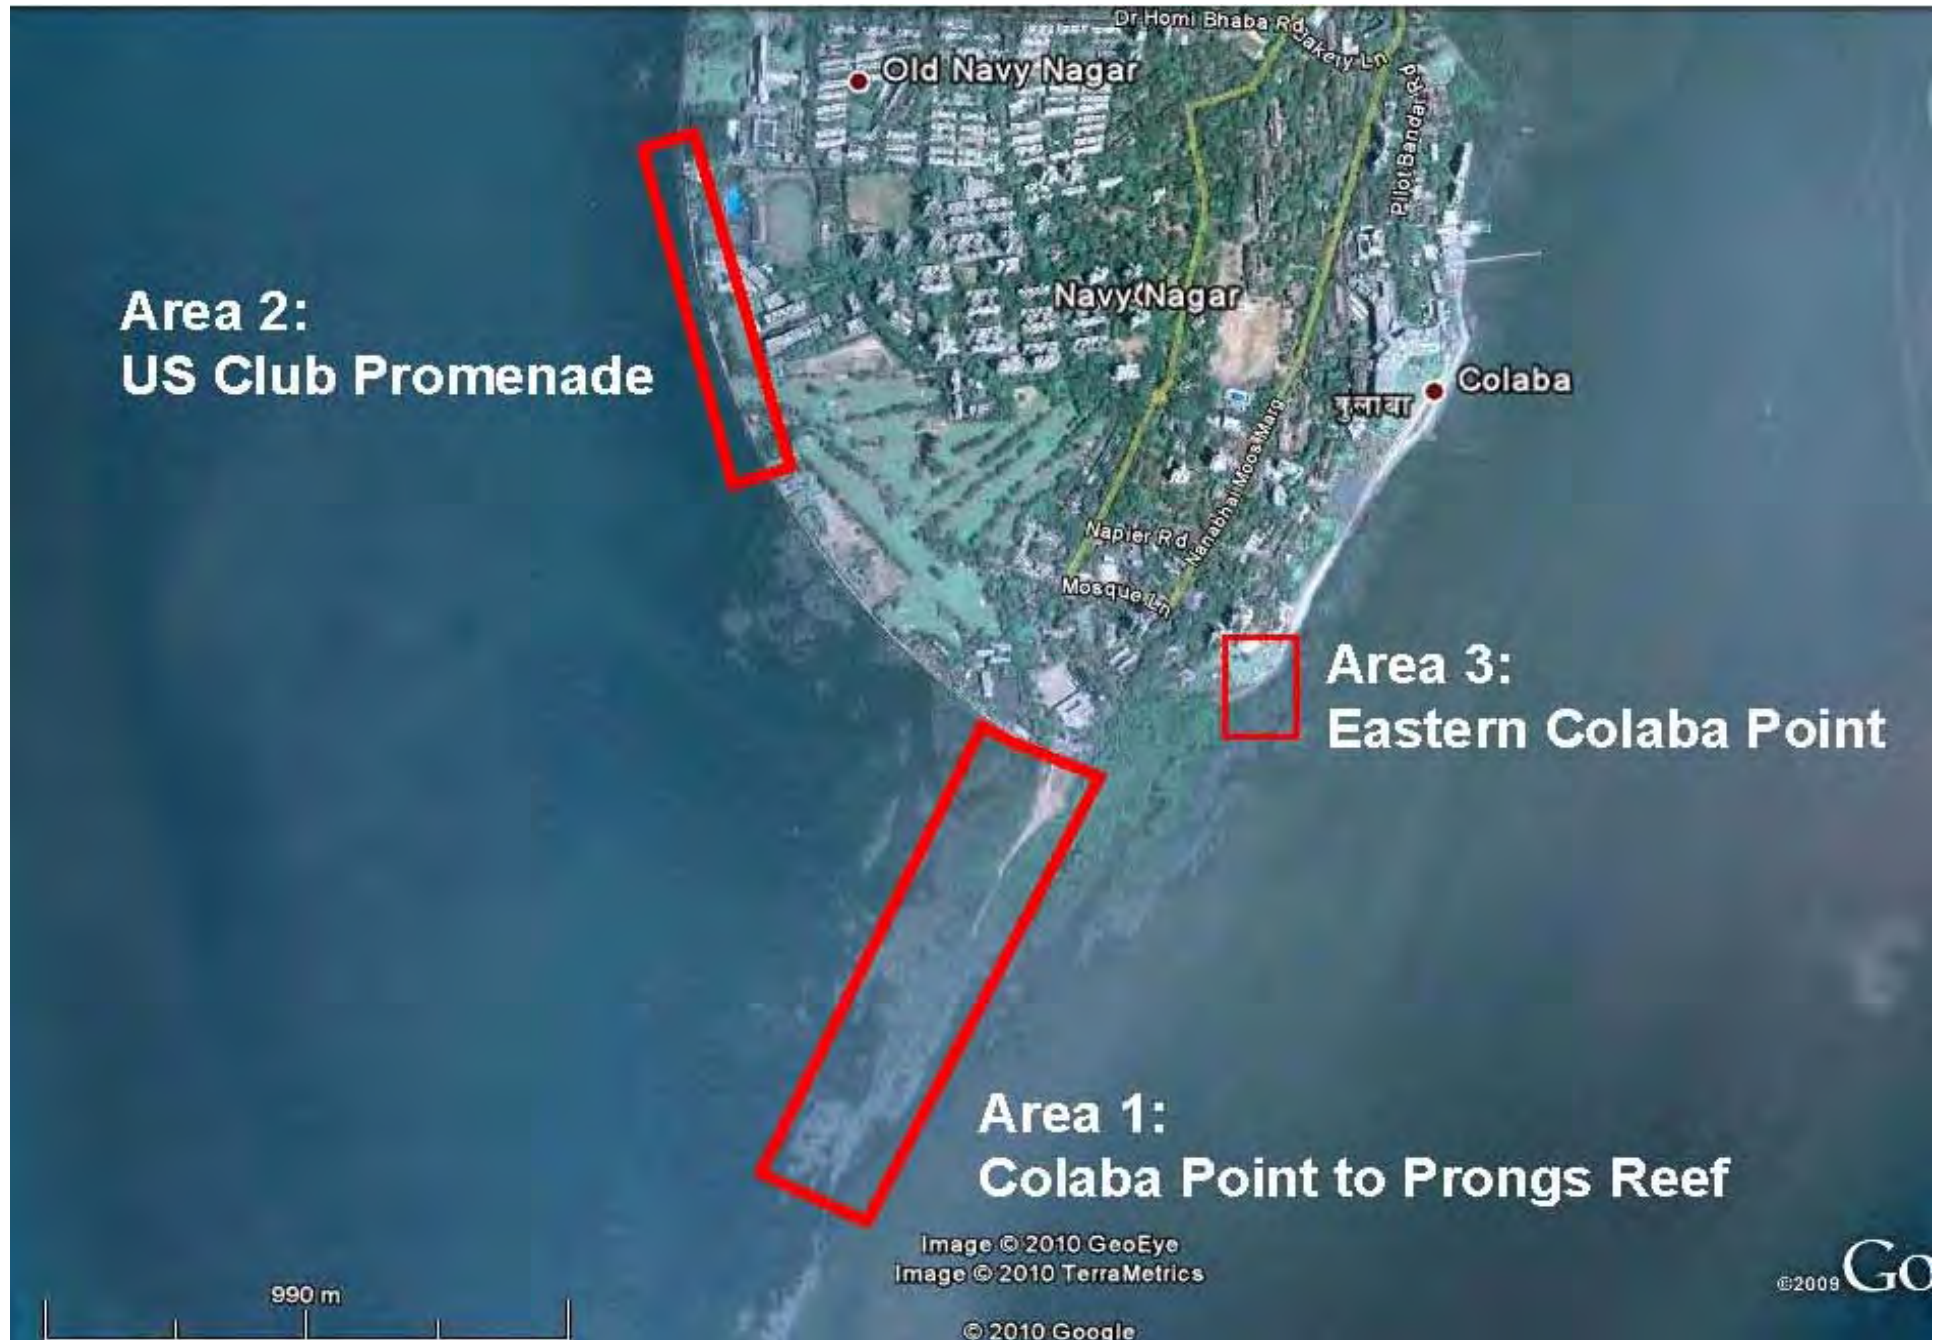 Dr Homi Bhaba Rd
Bakery Ln
Old Navy Nagar
Pilot Bandar Rd
Area 2:
US Club Promenade
Navy Nagar
Colaba
कुलाबा
Nanabhai Moos Marg
Napier Rd
Mosque Ln
Area 3:
Eastern Colaba Point
Area 1:
Colaba Point to Prongs Reef
Image © 2010 GeoEye
Image © 2010 TerraMetrics
990 m
©2009 Go
© 2010 Google